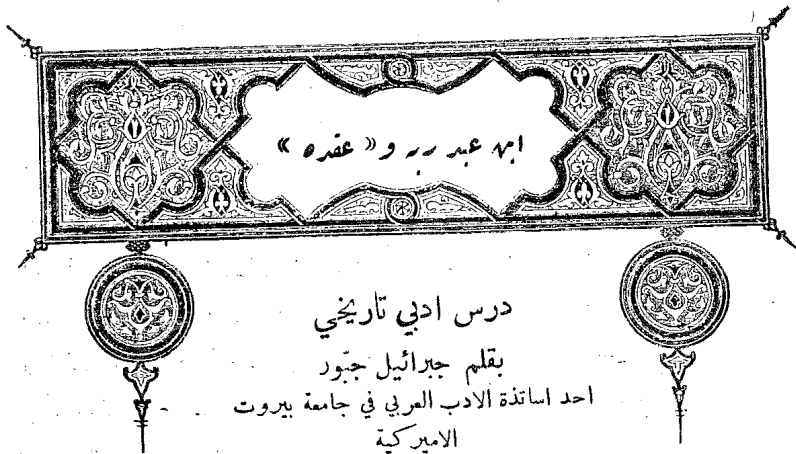 ابن عبد ربه و« عقده »
درس ادبي تاريخي
بقلم جبرائيل جبّور
احد اساتذة الادب العربي في جامعة بيروت
الاميركية